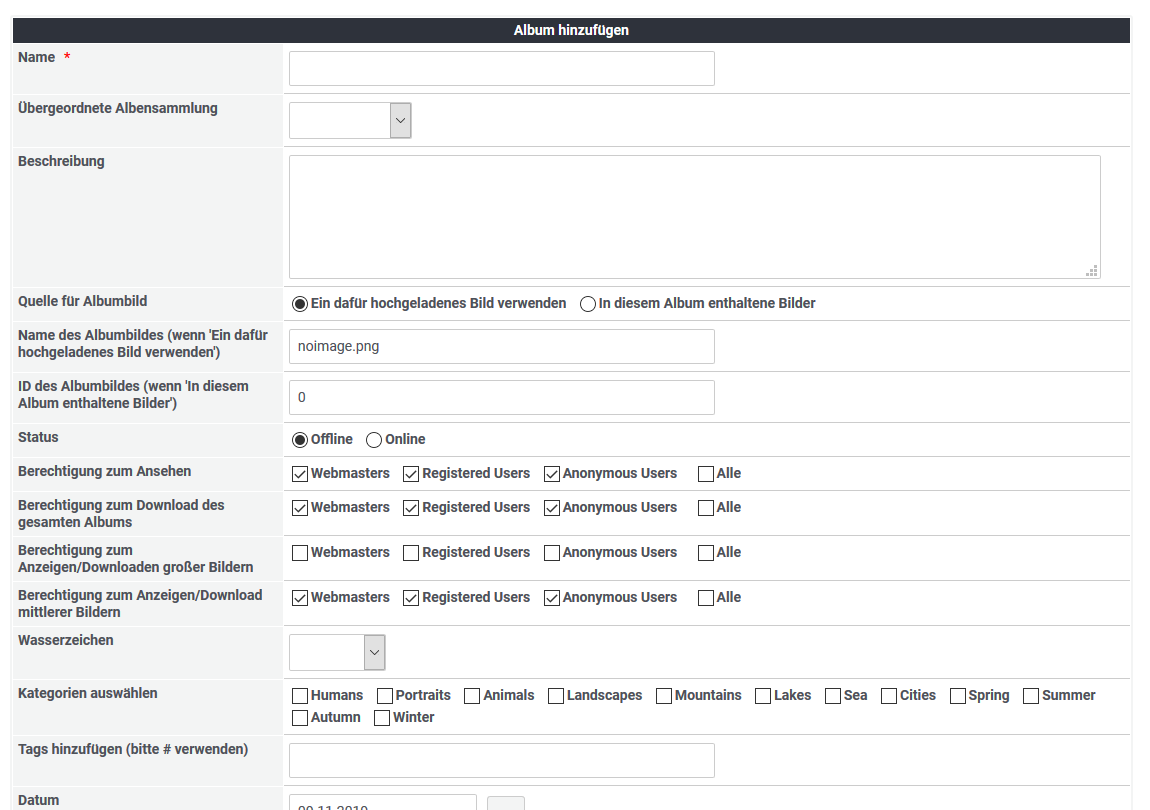 Album hinzufügen
Name *
Übergeordnete Albensammlung
Beschreibung
Quelle für Albumbild
Ein dafür hochgeladenes Bild verwenden In diesem Album enthaltene Bilder
Name des Albumbildes (wenn 'Ein dafür
hochgeladenes Bild verwenden')
noimage.png
ID des Albumbildes (wenn 'In diesem
Album enthaltene Bilder')
0
Status
Offline Online
Berechtigung zum Ansehen
Webmasters Registered Users Anonymous Users Alle
Berechtigung zum Download des
gesamten Albums
Webmasters Registered Users Anonymous Users Alle
Berechtigung zum
Anzeigen/Downloaden großer Bildern
Webmasters Registered Users Anonymous Users Alle
Berechtigung zum Anzeigen/Download
mittlerer Bildern
Webmasters Registered Users Anonymous Users Alle
Wasserzeichen
Kategorien auswählen
Humans Portraits Animals Landscapes Mountains Lakes Sea Cities Spring Summer
Autumn Winter
Tags hinzufügen (bitte # verwenden)
Datum